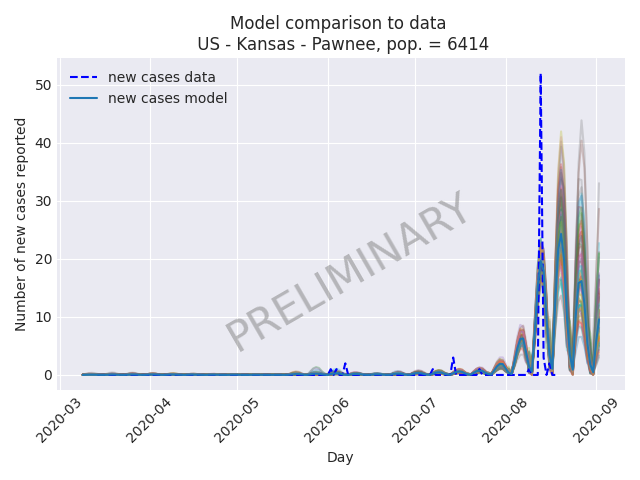 Model comparison to data
US - Kansas - Pawnee, pop. = 6414
new cases data
new cases model
Number of new cases reported
50
40
30
20
10
0
PRELIMINARY
2020-03
2020-04
2020-05
2020-06
2020-07
2020-08
2020-09
Day